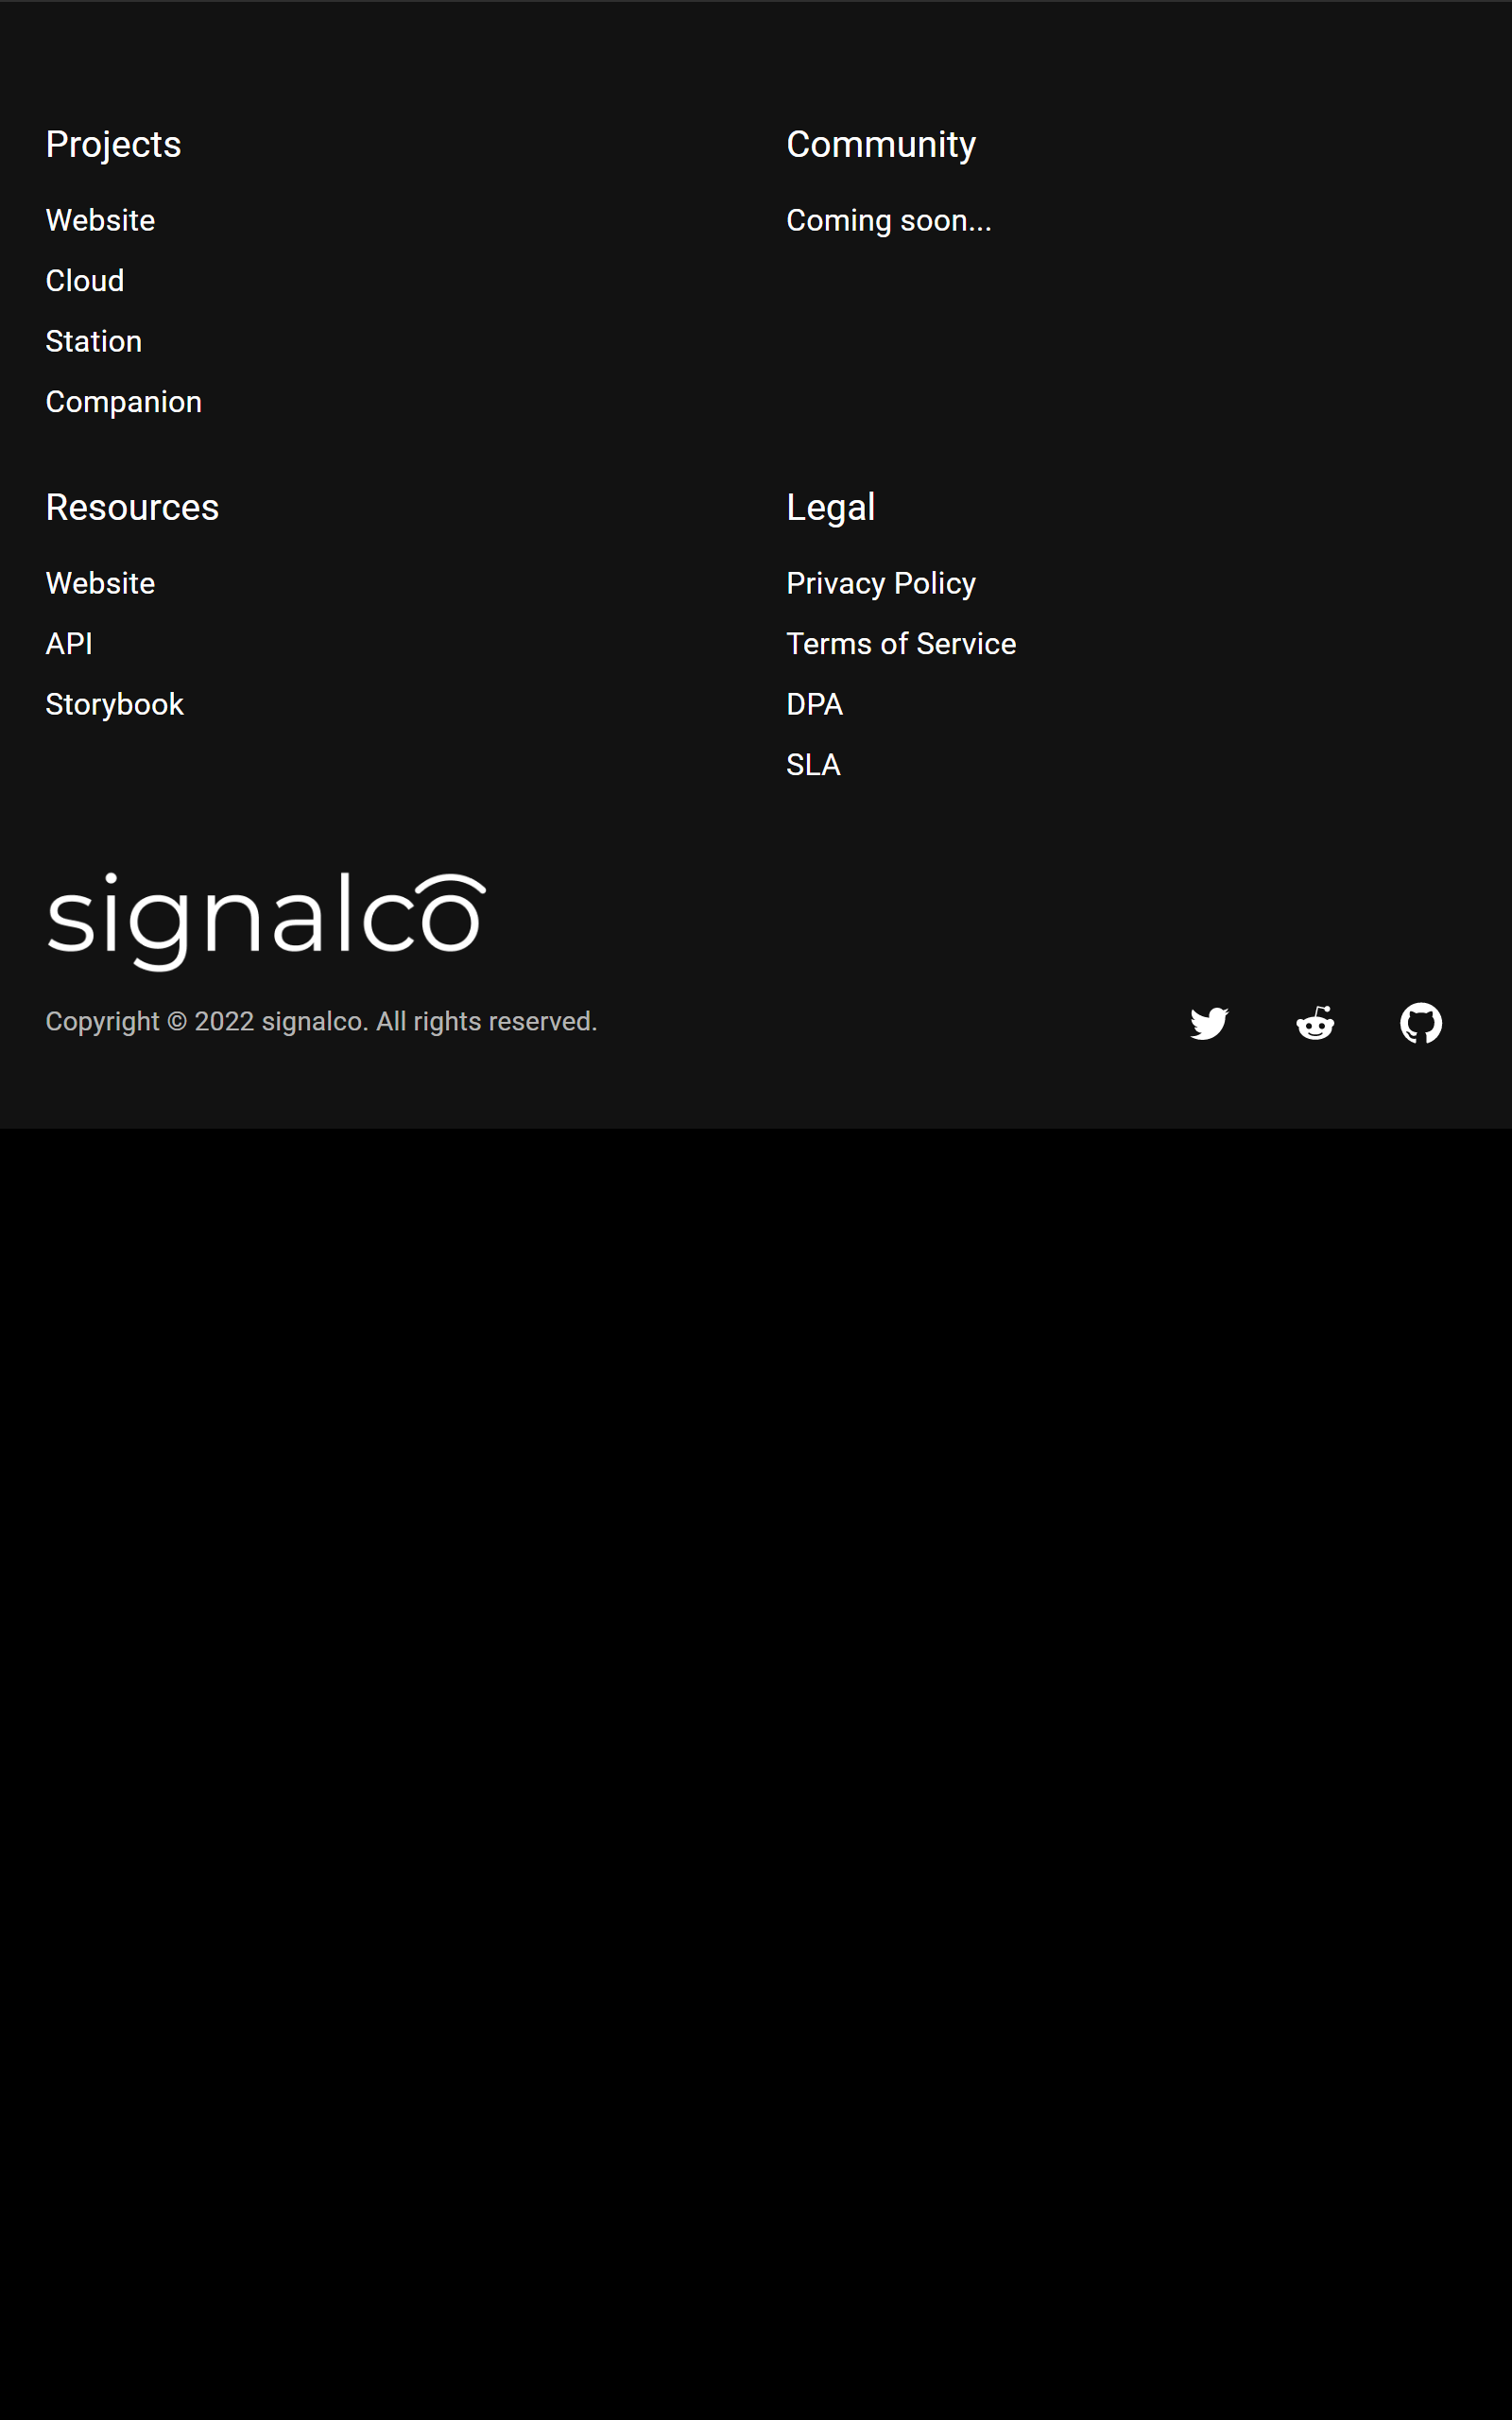 Projects
Website
Cloud
Station
Companion
Community
Coming soon...
Resources
Website
API
Storybook
Legal
Privacy Policy
Terms of Service
DPA
SLA
signalco
Copyright © 2022 signalco. All rights reserved.